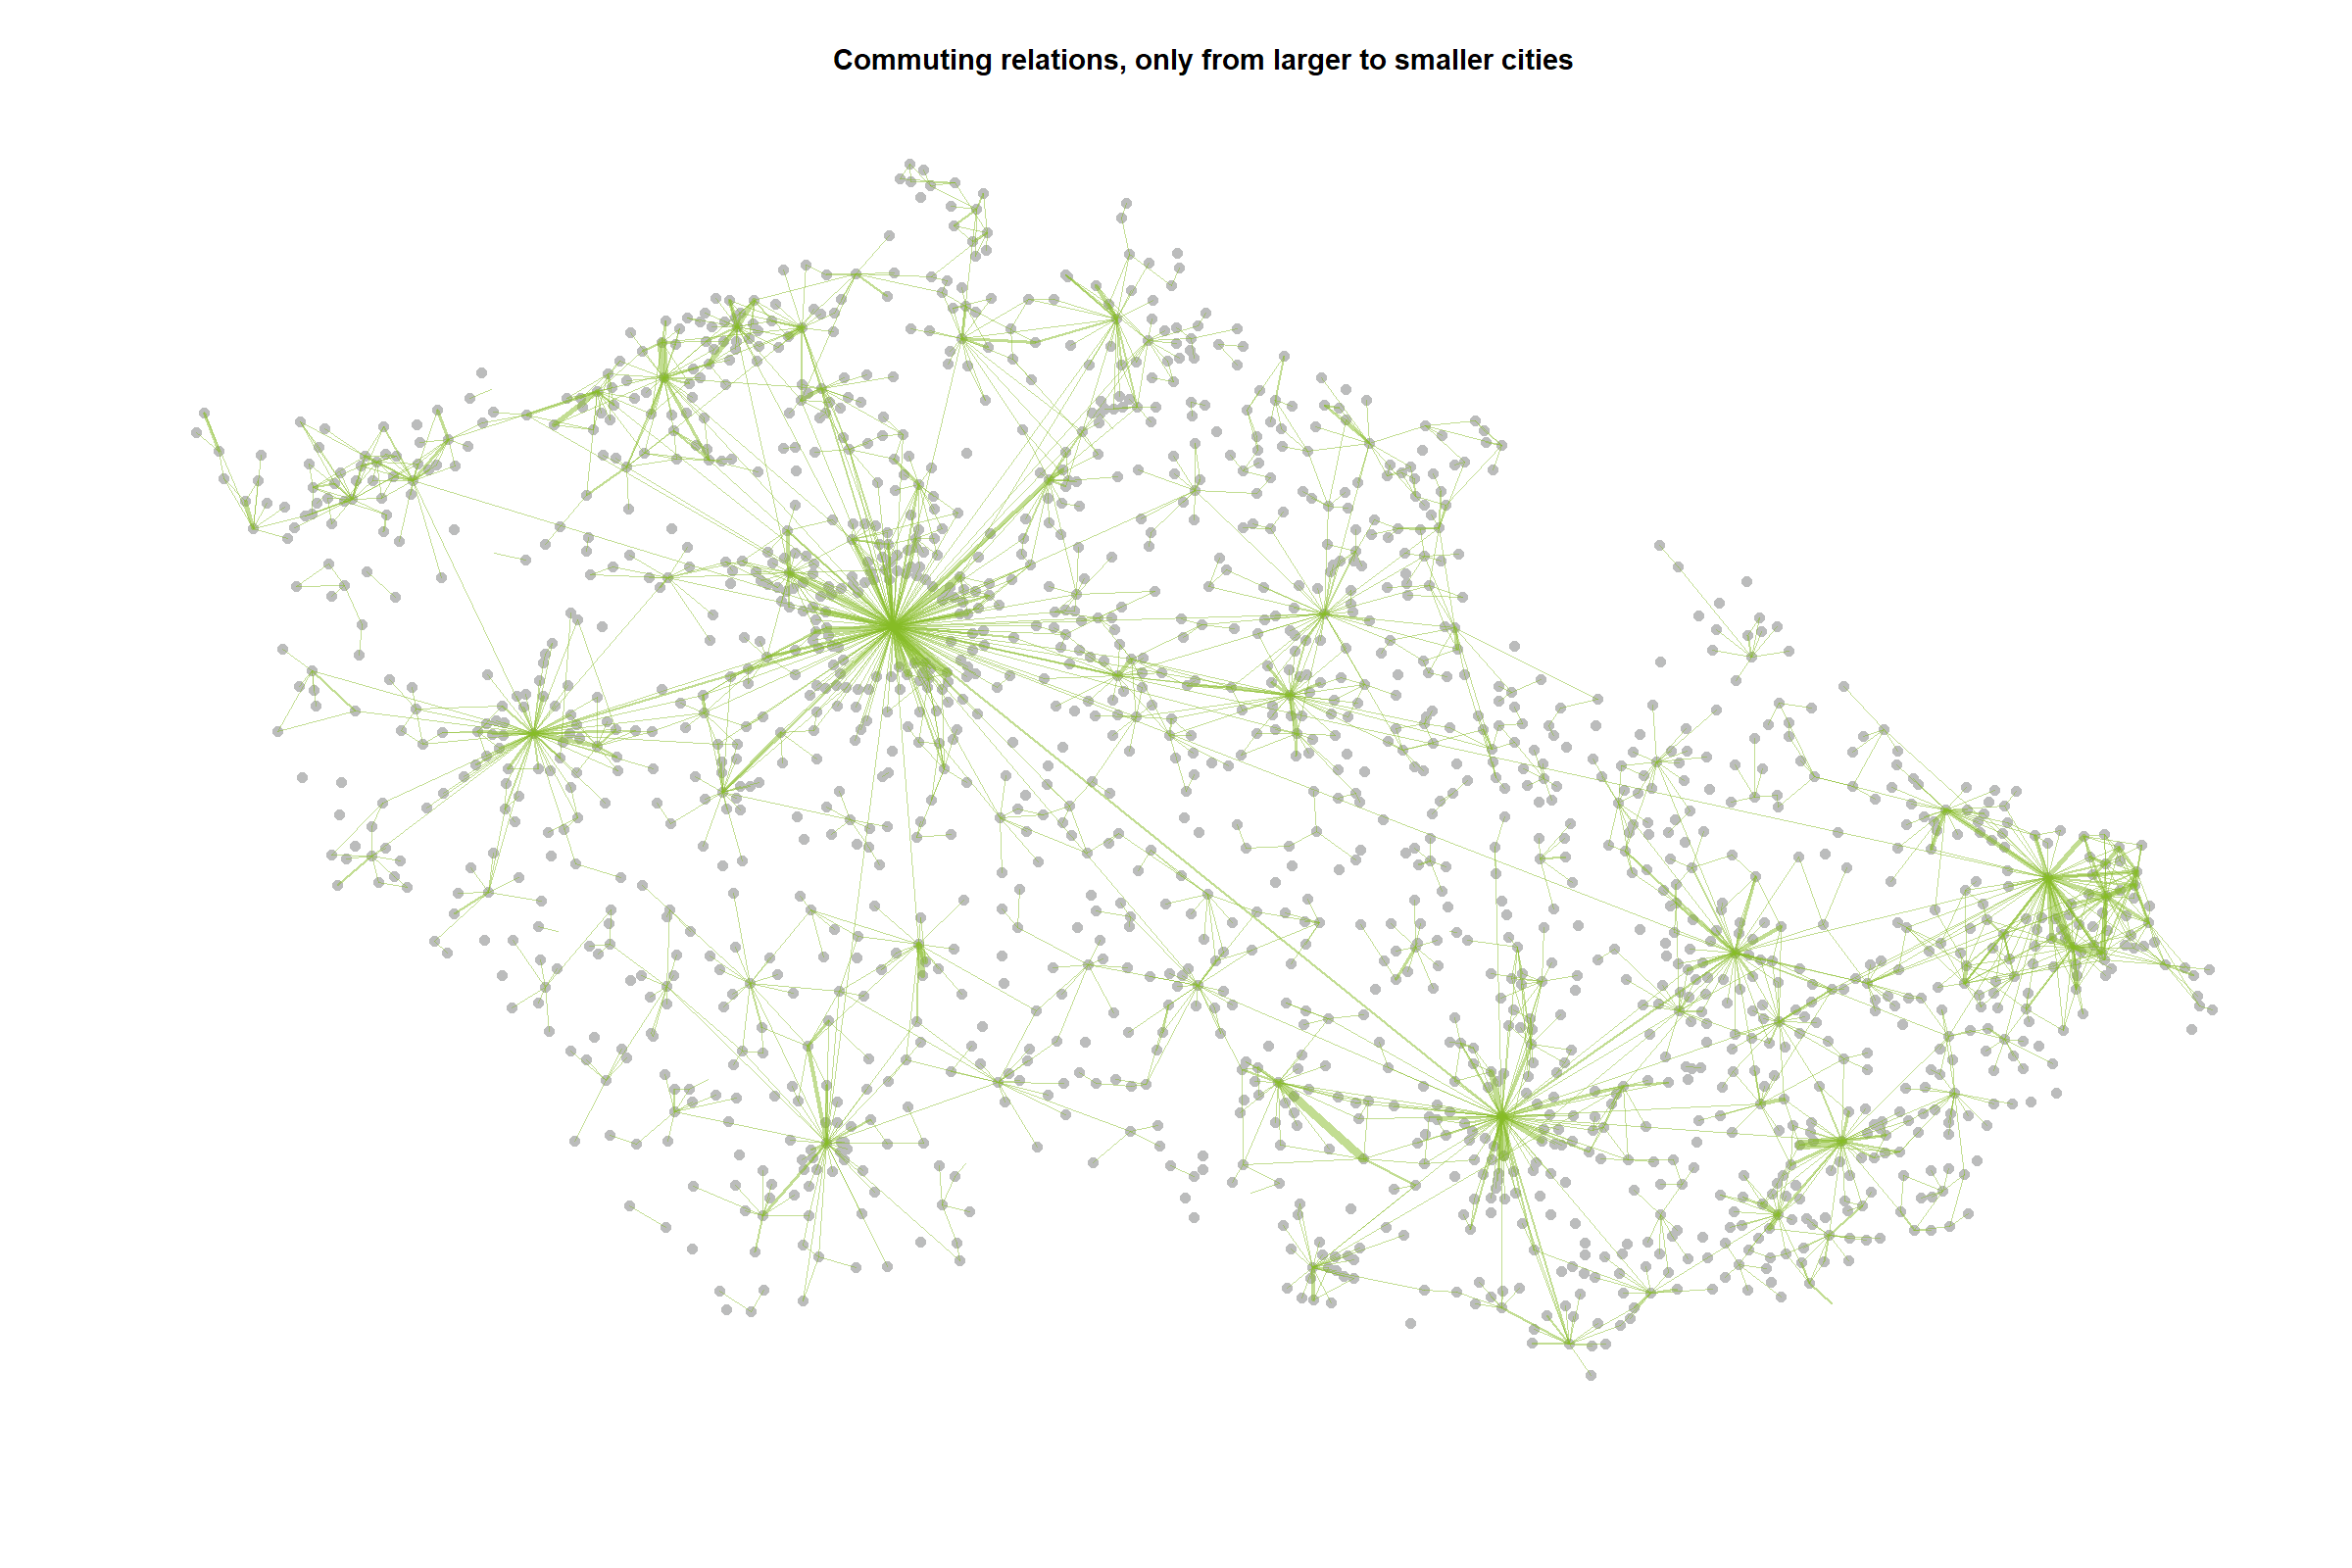 Commuting relations, only from larger to smaller cities